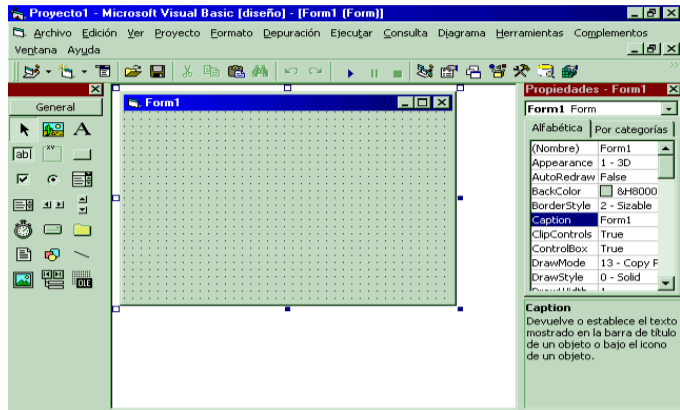 Proyecto1 - Microsoft Visual Basic [diseño] - [Form1 (Form)]
Archivo Edición Ver Proyecto Formato Depuración Ejecutar Consulta Diagrama Herramientas Complementos
Ventana Ayuda
General
A
ab|
xv
OLE
Form1
Propiedades - Form1
Form1 Form
Alfabética Por categorías
(Nombre) Form1
Appearance 1 - 3D
AutoRedraw False
BackColor &H8000
BorderStyle 2 - Sizable
Caption Form1
ClipControls True
ControlBox True
DrawMode 13 - Copy P
DrawStyle 0 - Solid
Caption
Devuelve o establece el texto
mostrado en la barra de título
de un objeto o bajo el icono
de un objeto.